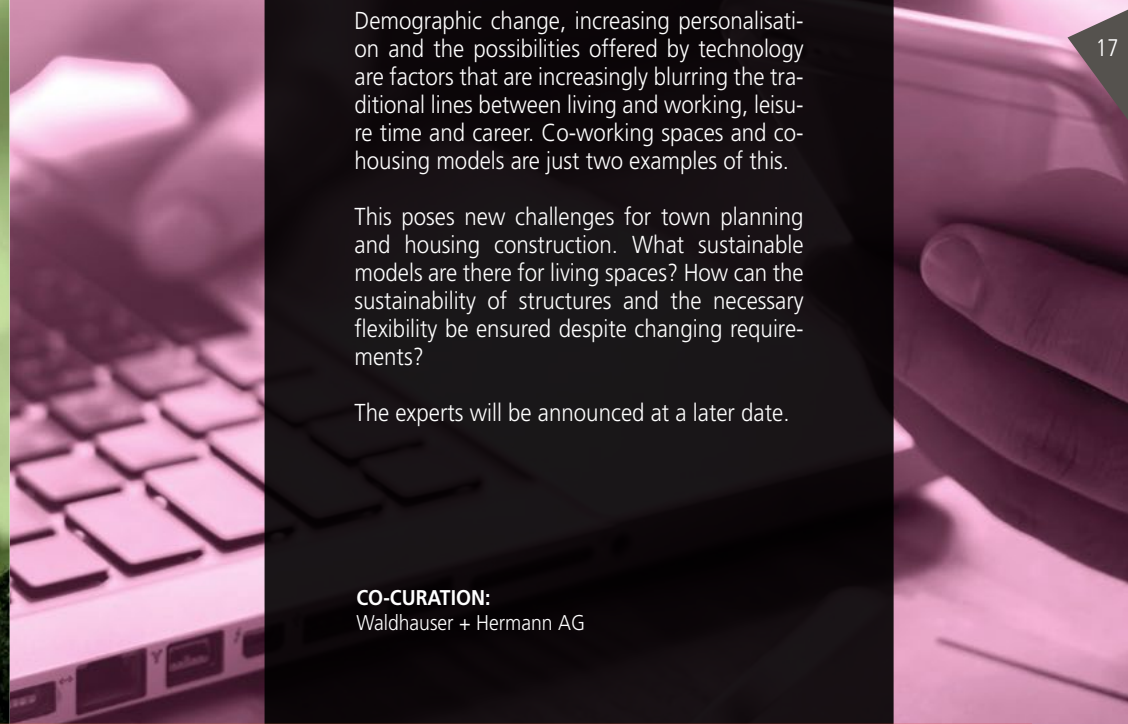 Demographic change, increasing personalisati-
on and the possibilities offered by technology
are factors that are increasingly blurring the tra-
ditional lines between living and working, leisu-
re time and career. Co-working spaces and co-
housing models are just two examples of this.
This poses new challenges for town planning
and housing construction. What sustainable
models are there for living spaces? How can the
sustainability of structures and the necessary
flexibility be ensured despite changing require-
ments?
The experts will be announced at a later date.
CO-CURATION:
Waldhauser + Hermann AG
17